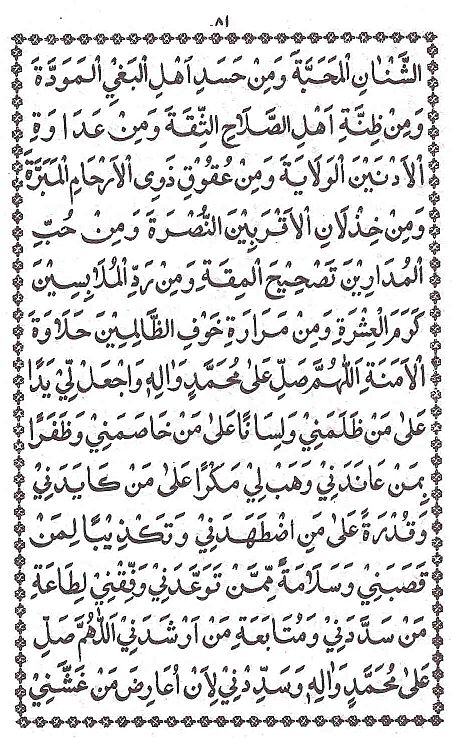 ٨١
الشَّنَاٰنِ الْمَحَبَّةَ وَمِنْ حَسَدِ اَهْلِ الْبَغْيِ الْمَوَدَّةَ
وَمِنْ ظِنَّةِ اَهْلِ الصَّلَاحِ الثِّقَةَ وَمِنْ عَدَاوَةِ
الْاَدْنَيْنَ الْوَلَايَةَ وَمِنْ عُقُوْقِ ذَوِى الْاَرْحَامِ الْمَبَرَّةَ
وَمِنْ خِذْلَانِ الْاَقْرَبِيْنَ النُّصْرَةَ وَمِنْ حُبِّ
الْمُدَارِيْنَ تَصْحِيْحَ الْمِقَةِ وَمِنْ رَدِّ الْمُلَابِسِيْنَ
كَرَمَ الْعِشْرَةِ وَمِنْ مَرَارَةِ خَوْفِ الظَّالِمِيْنَ حَلَاوَةَ
الْاَمَنَةِ اَللّٰهُمَّ صَلِّ عَلٰى مُحَمَّدٍ وَاٰلِهٖ وَاجْعَلْ لِيْ يَدًا
عَلٰى مَنْ ظَلَمَنِيْ وَلِسَانًا عَلٰى مَنْ خَاصَمَنِيْ وَظَفَرًا
بِمَنْ عَانَدَنِيْ وَهَبْ لِيْ مَكْرًا عَلٰى مَنْ كَايَدَنِيْ
وَقُدْرَةً عَلٰى مَنِ اضْطَهَدَنِيْ وَتَكْذِيْبًا لِمَنْ
قَصَبَنِيْ وَسَلَامَةً مِمَّنْ تَوَعَّدَنِيْ وَفِّقْنِيْ لِطَاعَةِ
مَنْ سَدَّدَنِيْ وَمُتَابَعَةِ مَنْ اَرْشَدَنِيْ اَللّٰهُمَّ صَلِّ
عَلٰى مُحَمَّدٍ وَاٰلِهٖ وَسَدِّدْنِيْ لِاَنْ اُعَارِضَ مَنْ غَشَّنِيْ